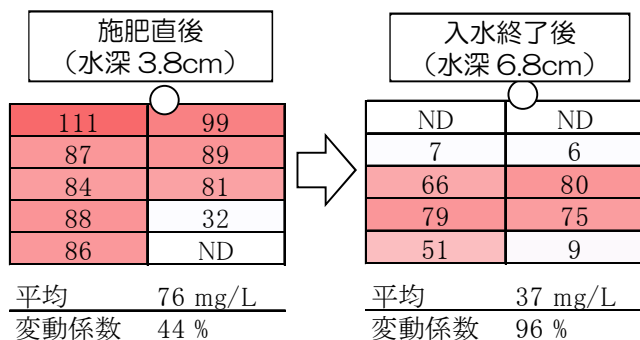 施肥直後
（水深 3.8cm）
111 99
87 89
84 81
88 32
86 ND
平均 76 mg/L
変動係数 44 %
入水終了後
（水深 6.8cm）
ND ND
7 6
66 80
79 75
51 9
平均 37 mg/L
変動係数 96 %